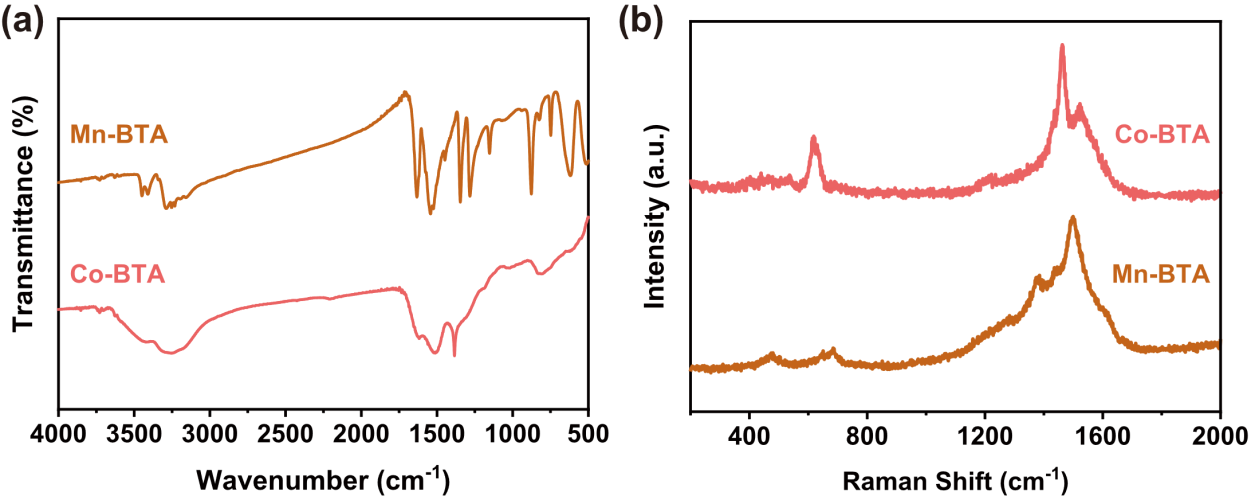 (a)
Transmittance (%)
Mn-BTA
Co-BTA
4000 3500 3000 2000 1500 1000 500
Wavenumber (cm⁻¹)
(b)
Intensity (a.u.)
Co-BTA
Mn-BTA
400 800 1200 1600 2000
Raman Shift (cm⁻¹)